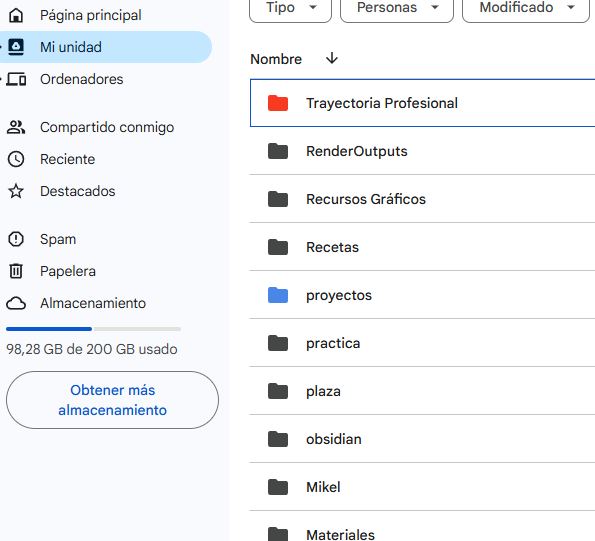 Página principal
Mi unidad
Ordenadores
Compartido conmigo
Reciente
Destacados
Spam
Papelera
Almacenamiento
98,28 GB de 200 GB usado
Obtener más
almacenamiento
Tipo
Personas
Modificado
Nombre
Trayectoria Profesional
RenderOutputs
Recursos Gráficos
Recetas
proyectos
practica
plaza
obsidian
Mikel
Materiales